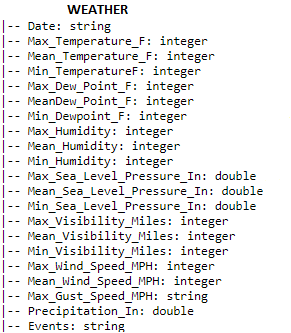 WEATHER
|-- Date: string
|-- Max_Temperature_F: integer
|-- Mean_Temperature_F: integer
|-- Min_TemperatureF: integer
|-- Max_Dew_Point_F: integer
|-- MeanDew_Point_F: integer
|-- Min_Dewpoint_F: integer
|-- Max_Humidity: integer
|-- Mean_Humidity: integer
|-- Min_Humidity: integer
|-- Max_Sea_Level_Pressure_In: double
|-- Mean_Sea_Level_Pressure_In: double
|-- Min_Sea_Level_Pressure_In: double
|-- Max_Visibility_Miles: integer
|-- Mean_Visibility_Miles: integer
|-- Min_Visibility_Miles: integer
|-- Max_Wind_Speed_MPH: integer
|-- Mean_Wind_Speed_MPH: integer
|-- Max_Gust_Speed_MPH: string
|-- Precipitation_In: double
|-- Events: string